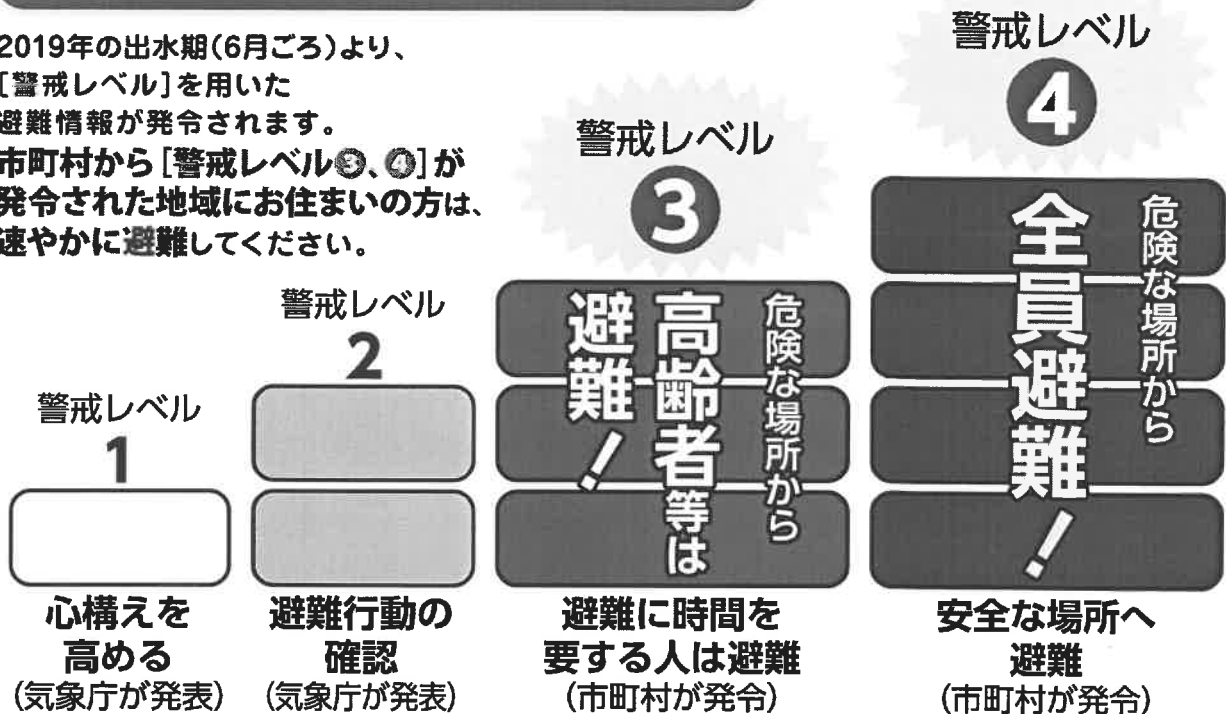 2019年の出水期(6月ごろ)より、
[警戒レベル]を用いた
避難情報が発令されます。
市町村から[警戒レベル❸、❹]が
発令された地域にお住まいの方は、
速やかに避難してください。
警戒レベル
1
心構えを
高める
(気象庁が発表)
警戒レベル
2
避難行動の
確認
(気象庁が発表)
警戒レベル
3
危険な場所から
高齢者等は
避難!
避難に時間を
要する人は避難
(市町村が発令)
警戒レベル
4
危険な場所から
全員避難!
安全な場所へ
避難
(市町村が発令)